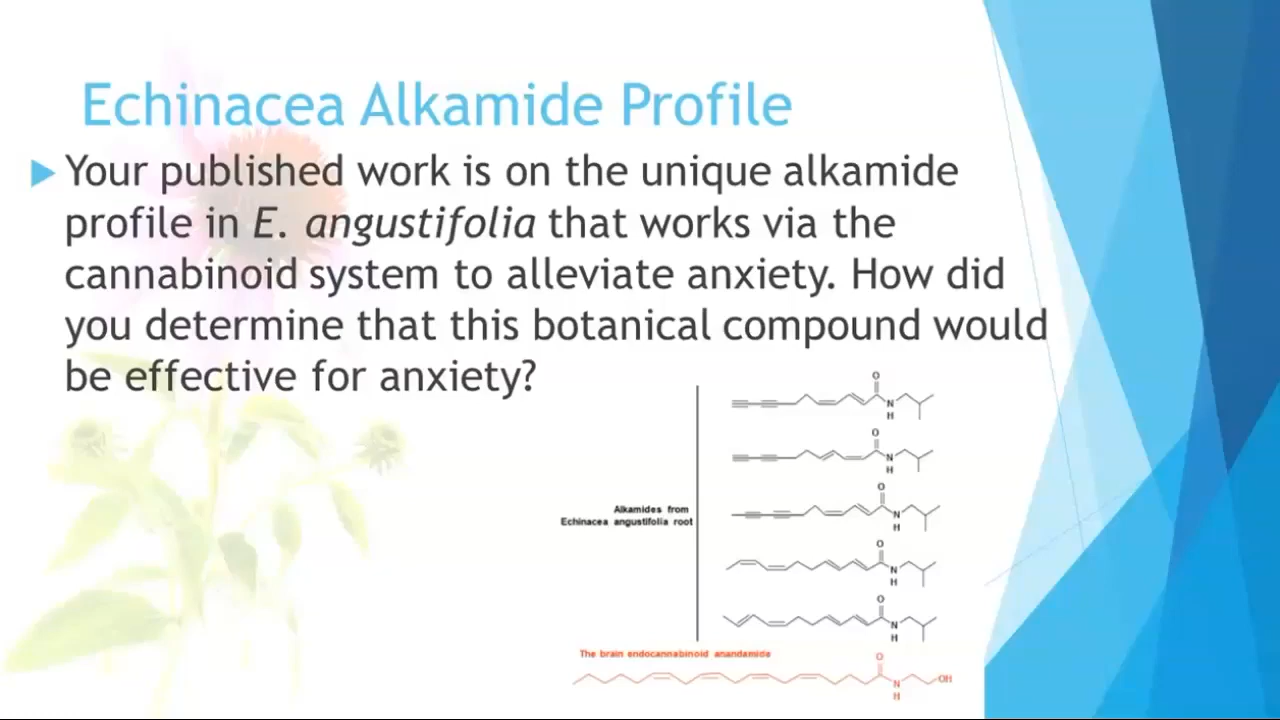 Echinacea Alkamide Profile
Your published work is on the unique alkamide
profile in E. angustifolia that works via the
cannabinoid system to alleviate anxiety. How did
you determine that this botanical compound would
be effective for anxiety?
O
N
H
O
N
H
O
N
H
Alkamides from
Echinacea angustifolia root
O
N
H
O
N
H
The brain endocannabinoid anandamide
O
N
H
OH